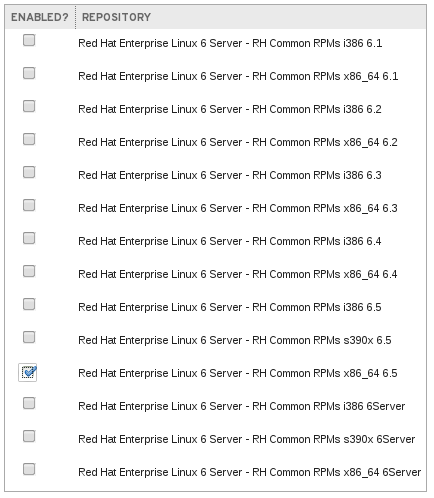 ENABLED? REPOSITORY
Red Hat Enterprise Linux 6 Server - RH Common RPMs i386 6.1
Red Hat Enterprise Linux 6 Server - RH Common RPMs x86_64 6.1
Red Hat Enterprise Linux 6 Server - RH Common RPMs i386 6.2
Red Hat Enterprise Linux 6 Server - RH Common RPMs x86_64 6.2
Red Hat Enterprise Linux 6 Server - RH Common RPMs i386 6.3
Red Hat Enterprise Linux 6 Server - RH Common RPMs x86_64 6.3
Red Hat Enterprise Linux 6 Server - RH Common RPMs i386 6.4
Red Hat Enterprise Linux 6 Server - RH Common RPMs x86_64 6.4
Red Hat Enterprise Linux 6 Server - RH Common RPMs i386 6.5
Red Hat Enterprise Linux 6 Server - RH Common RPMs s390x 6.5
Red Hat Enterprise Linux 6 Server - RH Common RPMs x86_64 6.5
Red Hat Enterprise Linux 6 Server - RH Common RPMs i386 6Server
Red Hat Enterprise Linux 6 Server - RH Common RPMs s390x 6Server
Red Hat Enterprise Linux 6 Server - RH Common RPMs x86_64 6Server